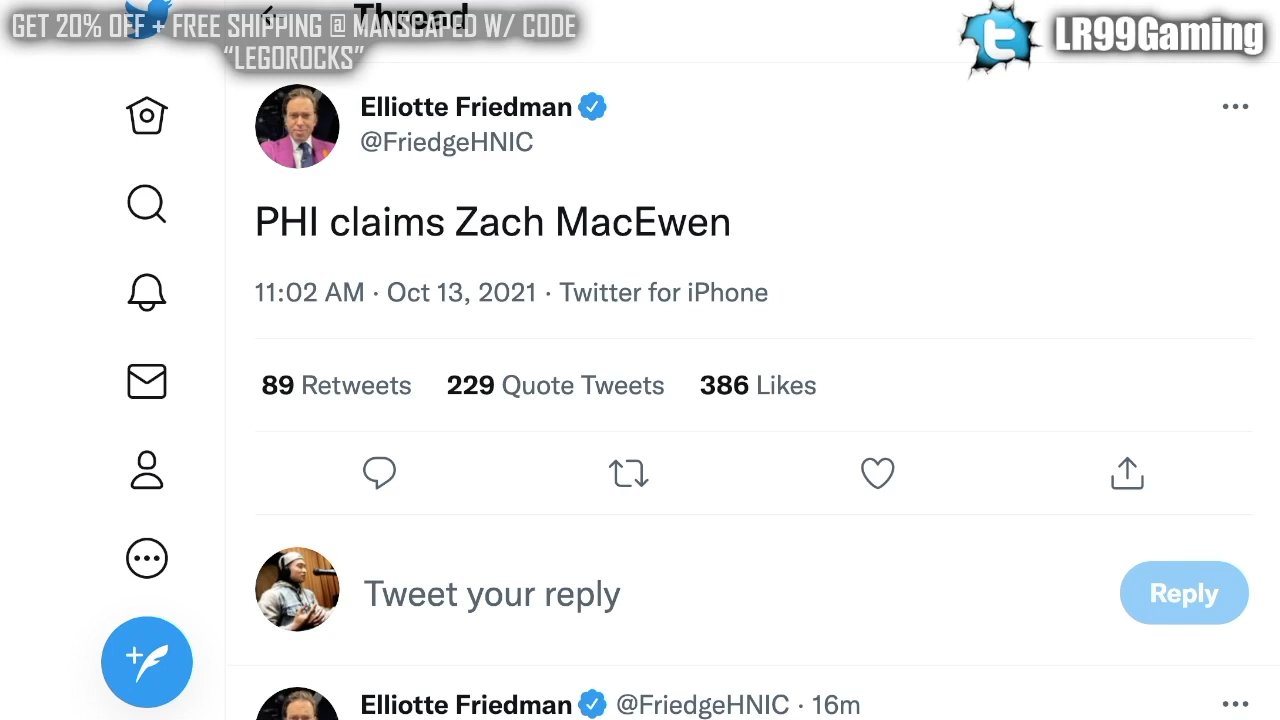 Thread
GET 20% OFF + FREE SHIPPING @ MANSCAPED W/ CODE
“LEGOROCKS”
LR99Gaming
Elliotte Friedman
@FriedgeHNIC
PHI claims Zach MacEwen
11:02 AM · Oct 13, 2021 · Twitter for iPhone
89 Retweets 229 Quote Tweets 386 Likes
Tweet your reply
Reply
Elliotte Friedman @FriedgeHNIC · 16m